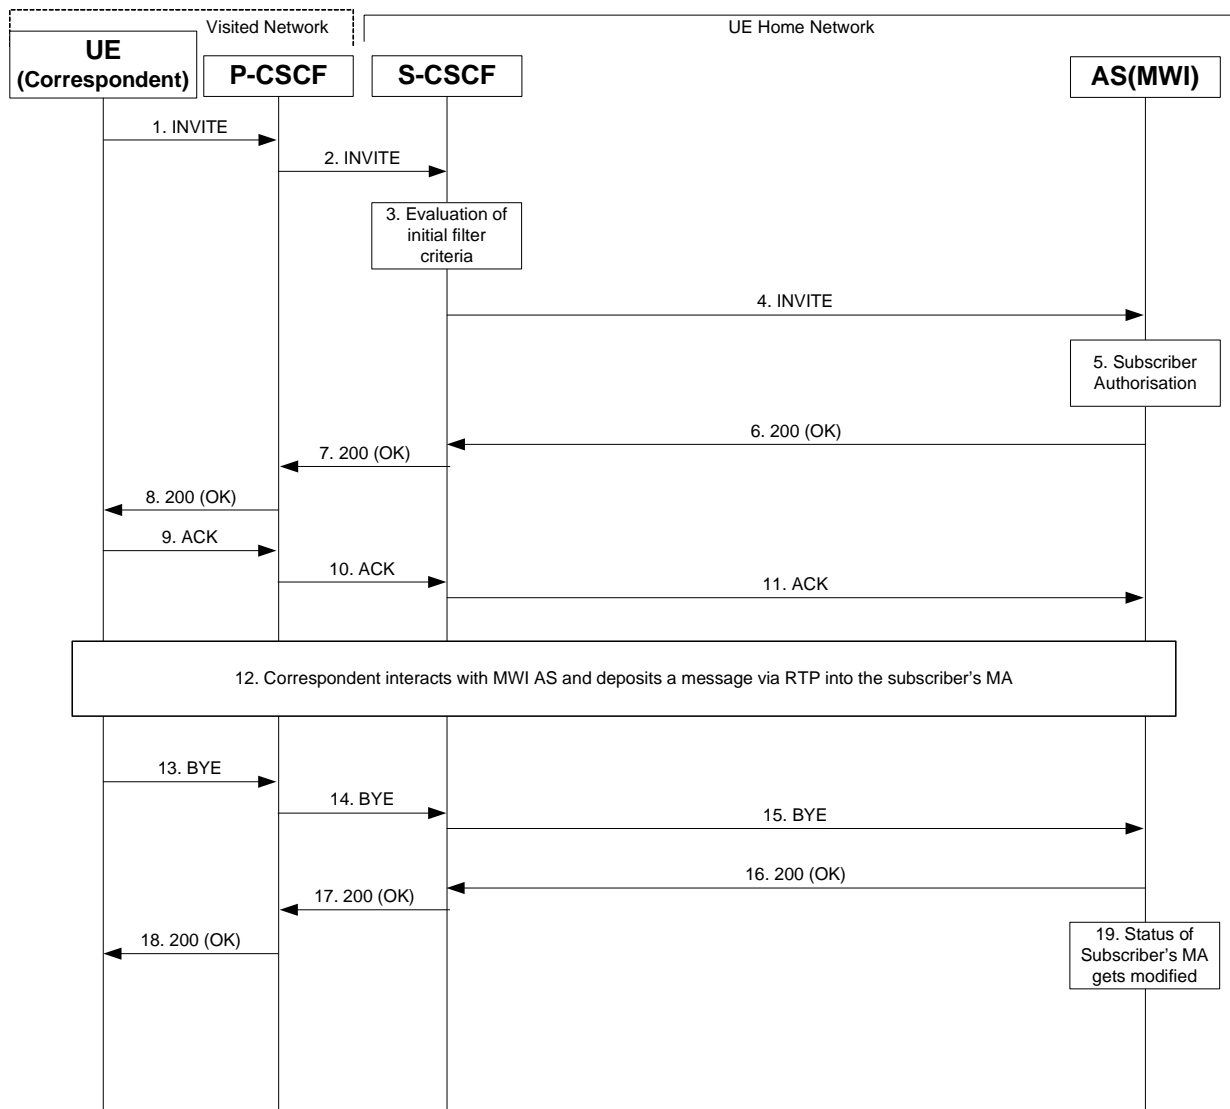 Visited Network
UE Home Network
UE
(Correspondent)
P-CSCF
S-CSCF
AS(MWI)
1. INVITE
2. INVITE
3. Evaluation of
initial filter
criteria
4. INVITE
5. Subscriber
Authorisation
6. 200 (OK)
7. 200 (OK)
8. 200 (OK)
9. ACK
10. ACK
11. ACK
12. Correspondent interacts with MWI AS and deposits a message via RTP into the subscriber’s MA
13. BYE
14. BYE
15. BYE
16. 200 (OK)
17. 200 (OK)
18. 200 (OK)
19. Status of
Subscriber’s MA
gets modified